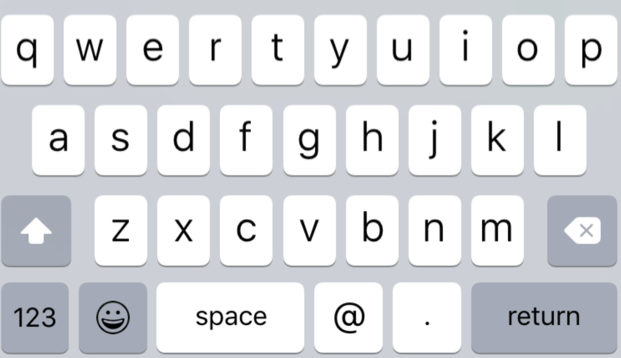 q w e r t y u i o p
a s d f g h j k l
z x c v b n m
123 space @ . return